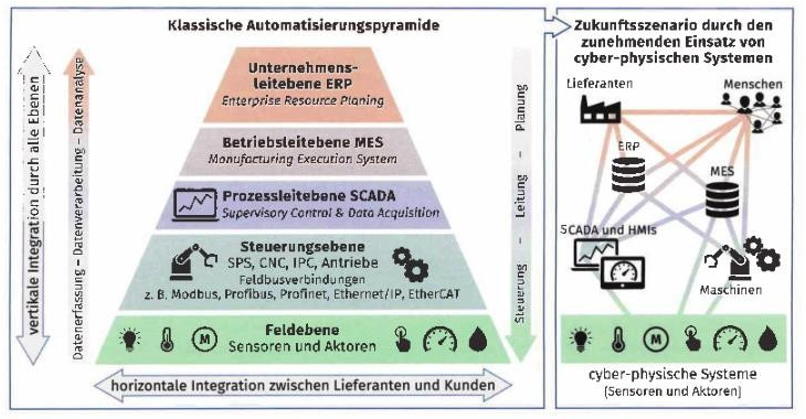 Klassische Automatisierungspyramide
vertikale Integration durch alle Ebenen
Datenerfassung – Datenverarbeitung – Datenanalyse
Unternehmens-
leitebene ERP
Enterprise Resource Planing
Betriebsleitebene MES
Manufacturing Execution System
Prozessleitebene SCADA
Supervisory Control & Data Acquisition
Steuerungsebene
SPS, CNC, IPC, Antriebe
Feldbusverbindungen
z. B. Modbus, Profibus, Profinet, Ethernet/IP, EtherCAT
Feldebene
M
Sensoren und Aktoren
Steuerung – Leitung – Planung
horizontale Integration zwischen Lieferanten und Kunden
Zukunftsszenario durch den
zunehmenden Einsatz von
cyber-physischen Systemen
Lieferanten
Menschen
ERP
MES
SCADA und HMIs
Maschinen
M
cyber-physische Systeme
(Sensoren und Aktoren)